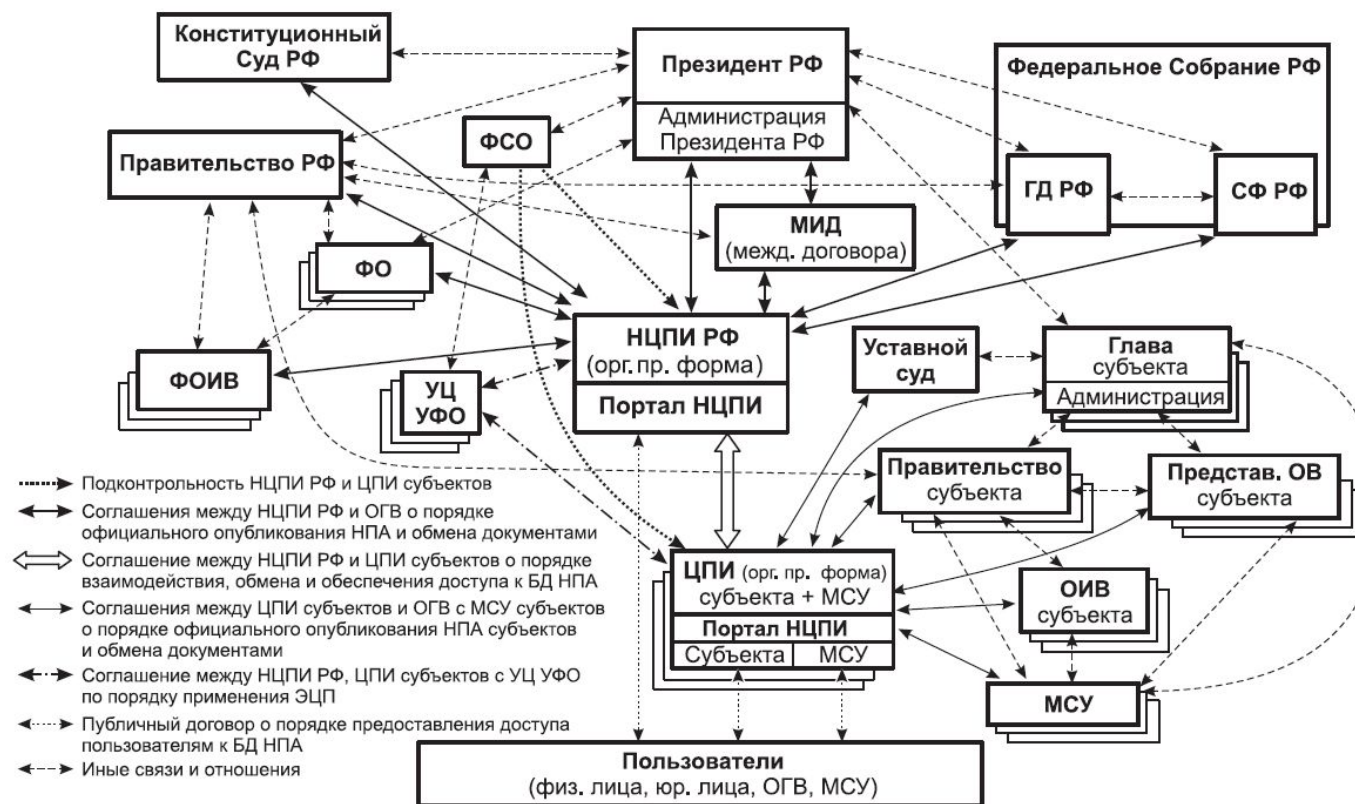 Конституционный
Суд РФ
Президент РФ
Администрация
Президента РФ
Федеральное Собрание РФ
ФСО
Правительство РФ
ГД РФ
СФ РФ
МИД
(межд. договора)
ФО
НЦПИ РФ
(орг. пр. форма)
Портал НЦПИ
Уставной
суд
Глава
субъекта
Администрация
ФОИВ
УЦ
УФО
Правительство
субъекта
Представ. ОВ
субъекта
ЦПИ (орг. пр. форма)
субъекта + МСУ
Портал НЦПИ
Субъекта МСУ
ОИВ
субъекта
МСУ
Подконтрольность НЦПИ РФ и ЦПИ субъектов
Соглашения между НЦПИ РФ и ОГВ о порядке
официального опубликования НПА и обмена документами
Соглашение между НЦПИ РФ и ЦПИ субъектов о порядке
взаимодействия, обмена и обеспечения доступа к БД НПА
Соглашения между ЦПИ субъектов и ОГВ с МСУ субъектов
о порядке официального опубликования НПА субъектов
и обмена документами
Соглашение между НЦПИ РФ, ЦПИ субъектов с УЦ УФО
по порядку применения ЭЦП
Публичный договор о порядке предоставления доступа
пользователям к БД НПА
Иные связи и отношения
Пользователи
(физ. лица, юр. лица, ОГВ, МСУ)